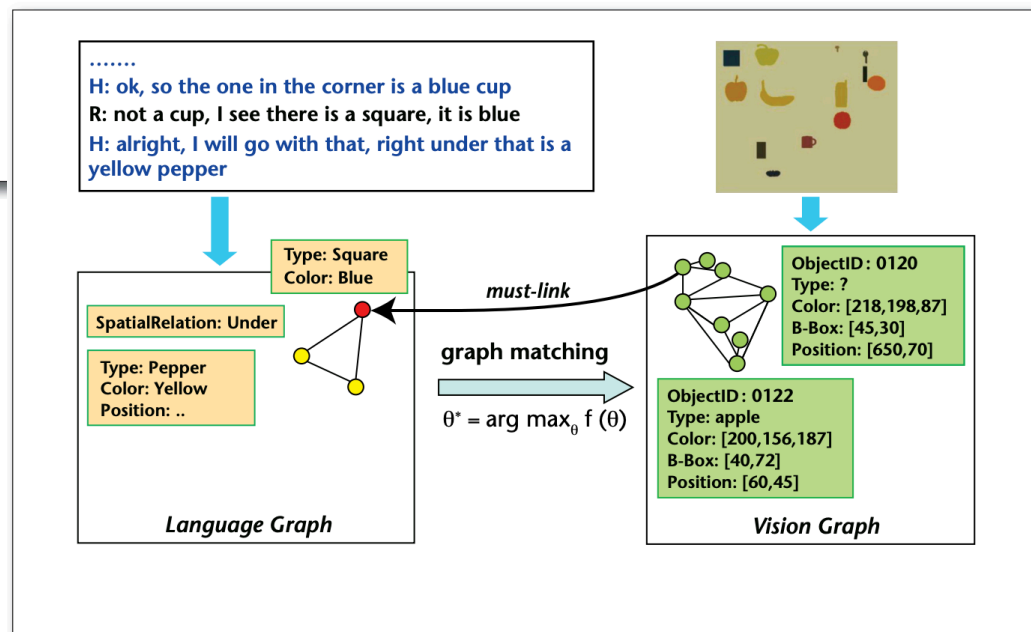 .......
H: ok, so the one in the corner is a blue cup
R: not a cup, I see there is a square, it is blue
H: alright, I will go with that, right under that is a
yellow pepper
Type: Square
Color: Blue
SpatialRelation: Under
Type: Pepper
Color: Yellow
Position: ..
Language Graph
must-link
graph matching
θ* = arg maxθ f (θ)
ObjectID : 0120
Type: ?
Color: [218,198,87]
B-Box: [45,30]
Position: [650,70]
ObjectID : 0122
Type: apple
Color: [200,156,187]
B-Box: [40,72]
Position: [60,45]
Vision Graph